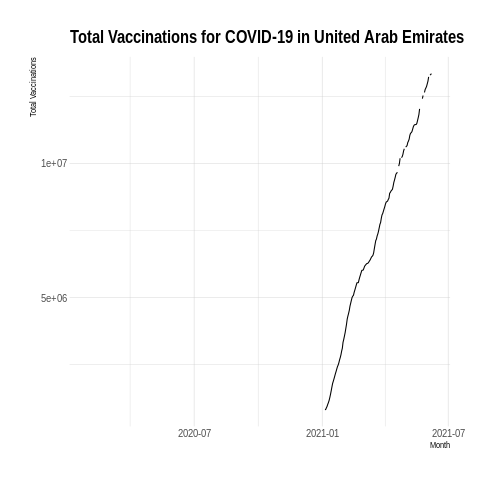 Total Vaccinations for COVID-19 in United Arab Emirates
Total Vaccinations
1e+07
5e+06
2020-07
2021-01
2021-07
Month